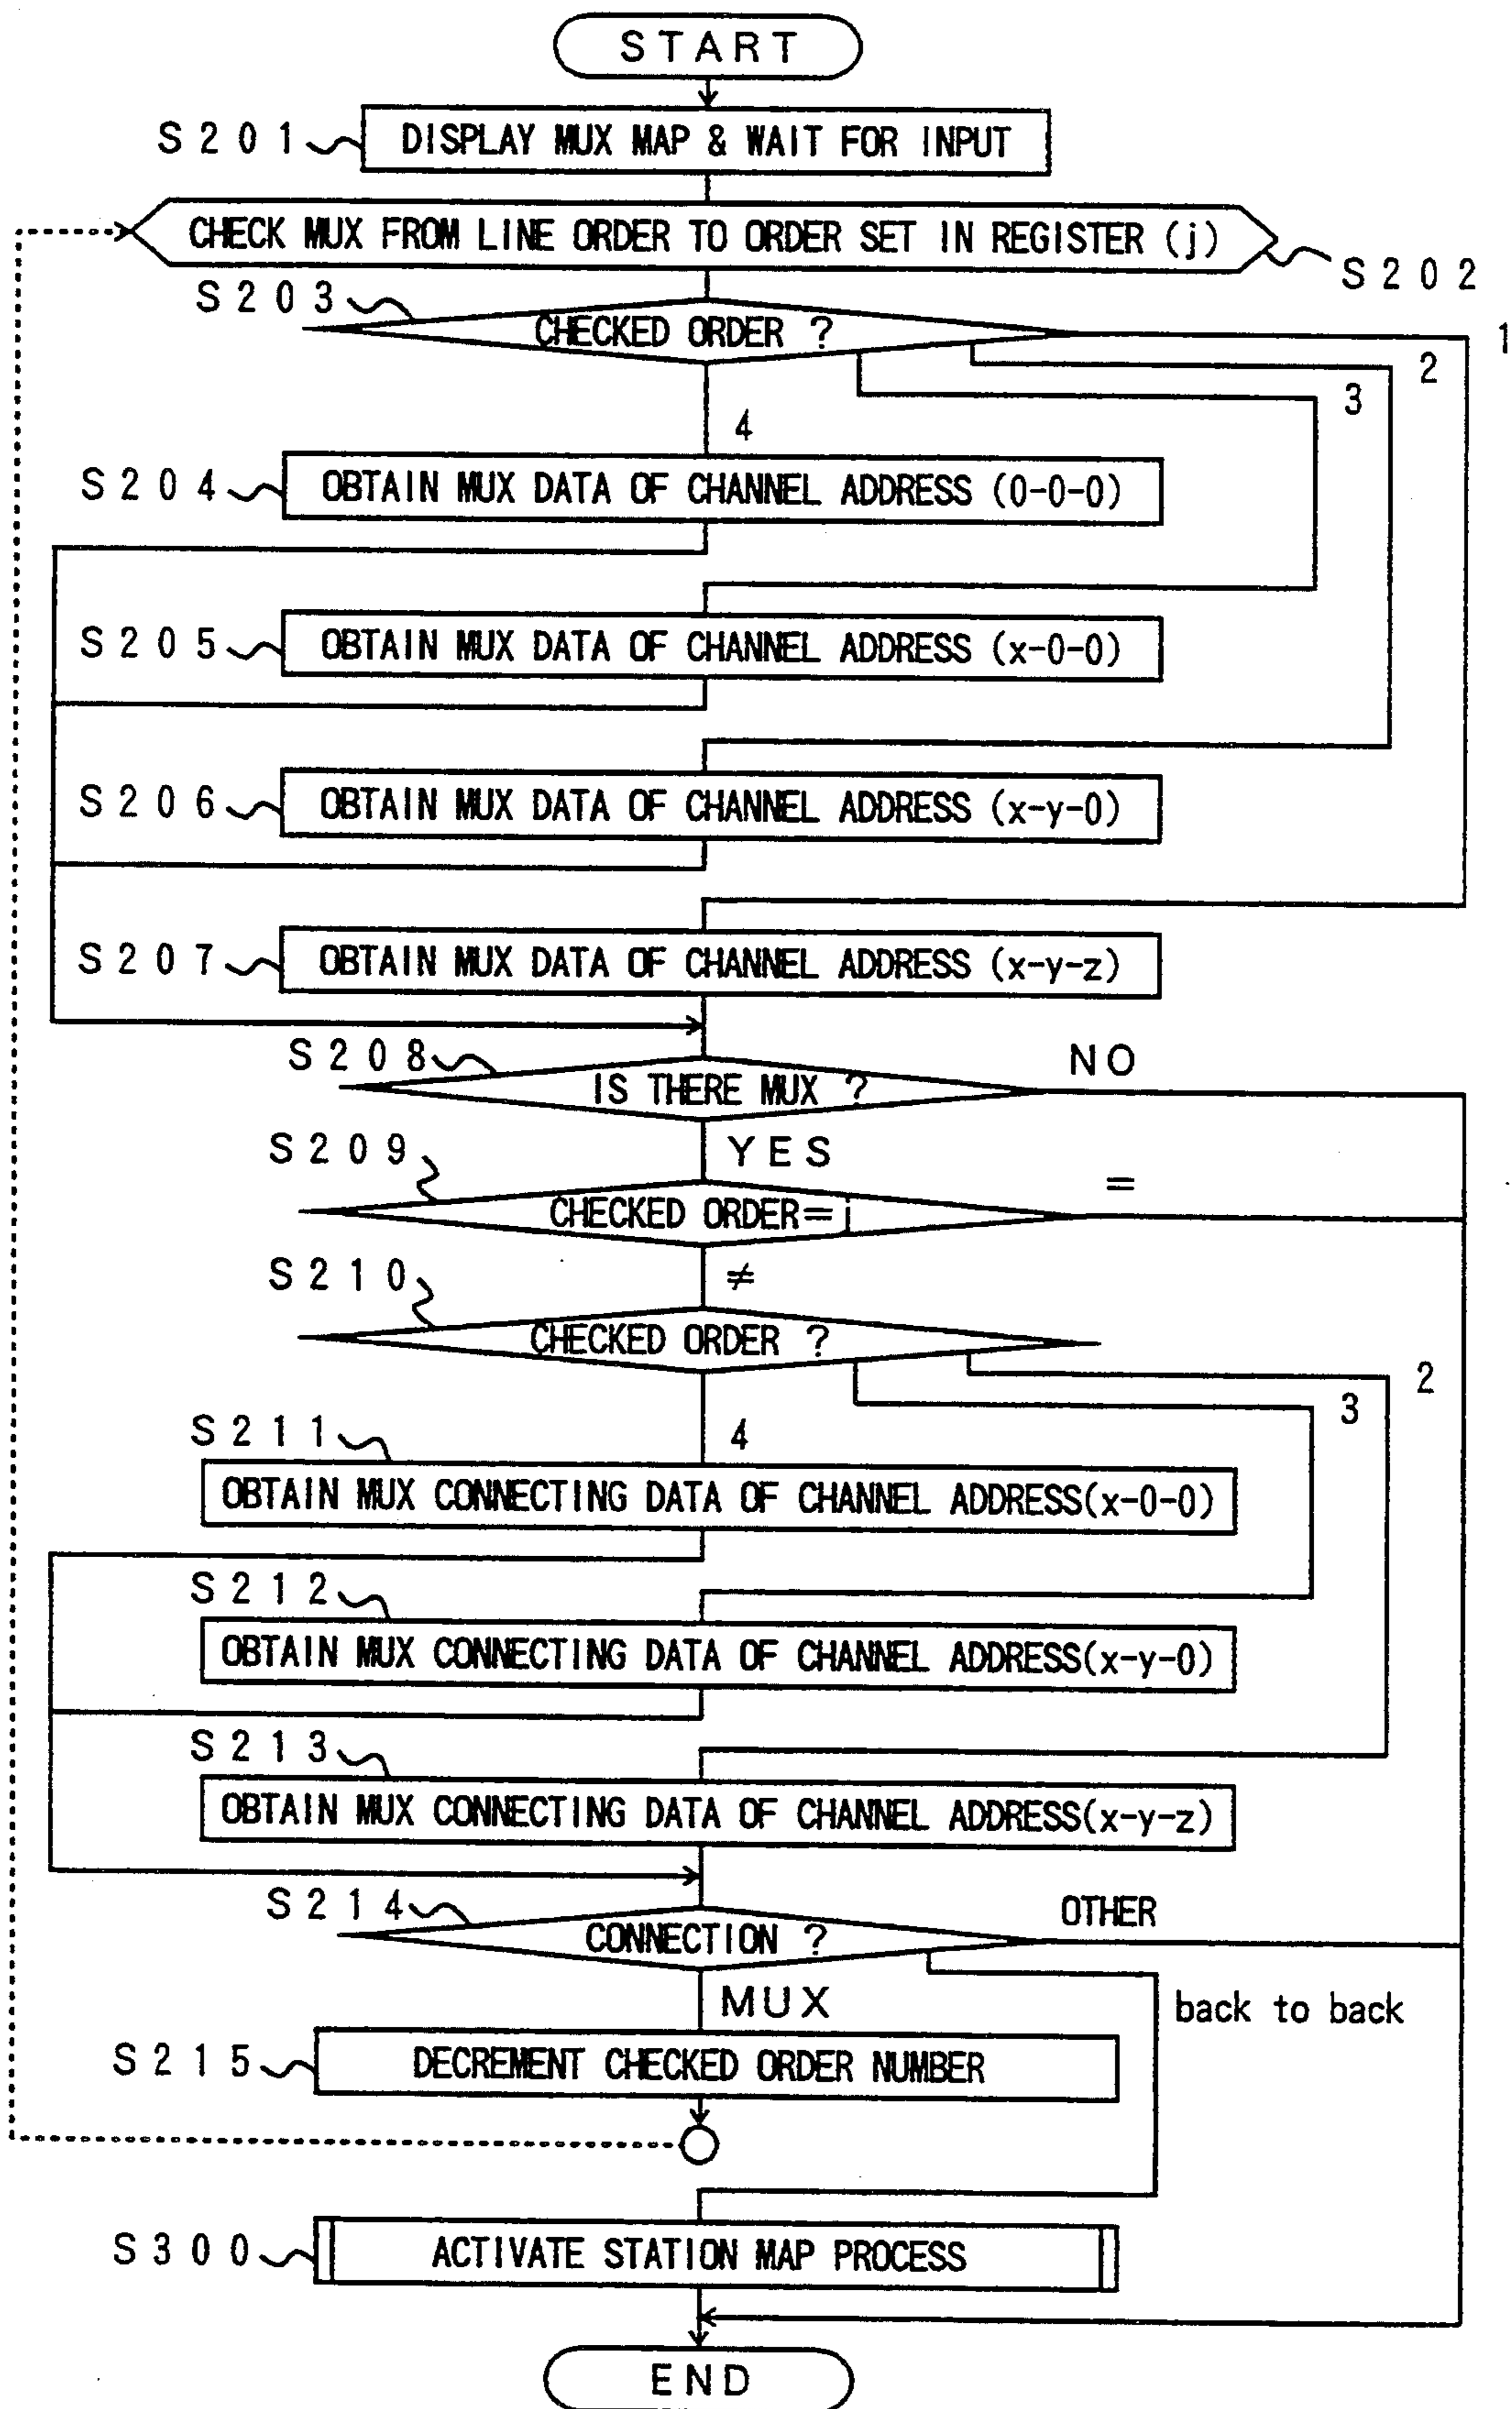 START
S201
DISPLAY MUX MAP & WAIT FOR INPUT
CHECK MUX FROM LINE ORDER TO ORDER SET IN REGISTER (j)
S202
S203
CHECKED ORDER ?
1
2
3
4
S204
OBTAIN MUX DATA OF CHANNEL ADDRESS (0-0-0)
S205
OBTAIN MUX DATA OF CHANNEL ADDRESS (x-0-0)
S206
OBTAIN MUX DATA OF CHANNEL ADDRESS (x-y-0)
S207
OBTAIN MUX DATA OF CHANNEL ADDRESS (x-y-z)
S208
IS THERE MUX ?
NO
YES
S209
CHECKED ORDER=j
=
≠
S210
CHECKED ORDER ?
2
3
4
S211
OBTAIN MUX CONNECTING DATA OF CHANNEL ADDRESS(x-0-0)
S212
OBTAIN MUX CONNECTING DATA OF CHANNEL ADDRESS(x-y-0)
S213
OBTAIN MUX CONNECTING DATA OF CHANNEL ADDRESS(x-y-z)
S214
CONNECTION ?
OTHER
MUX
back to back
S215
DECREMENT CHECKED ORDER NUMBER
S300
ACTIVATE STATION MAP PROCESS
END